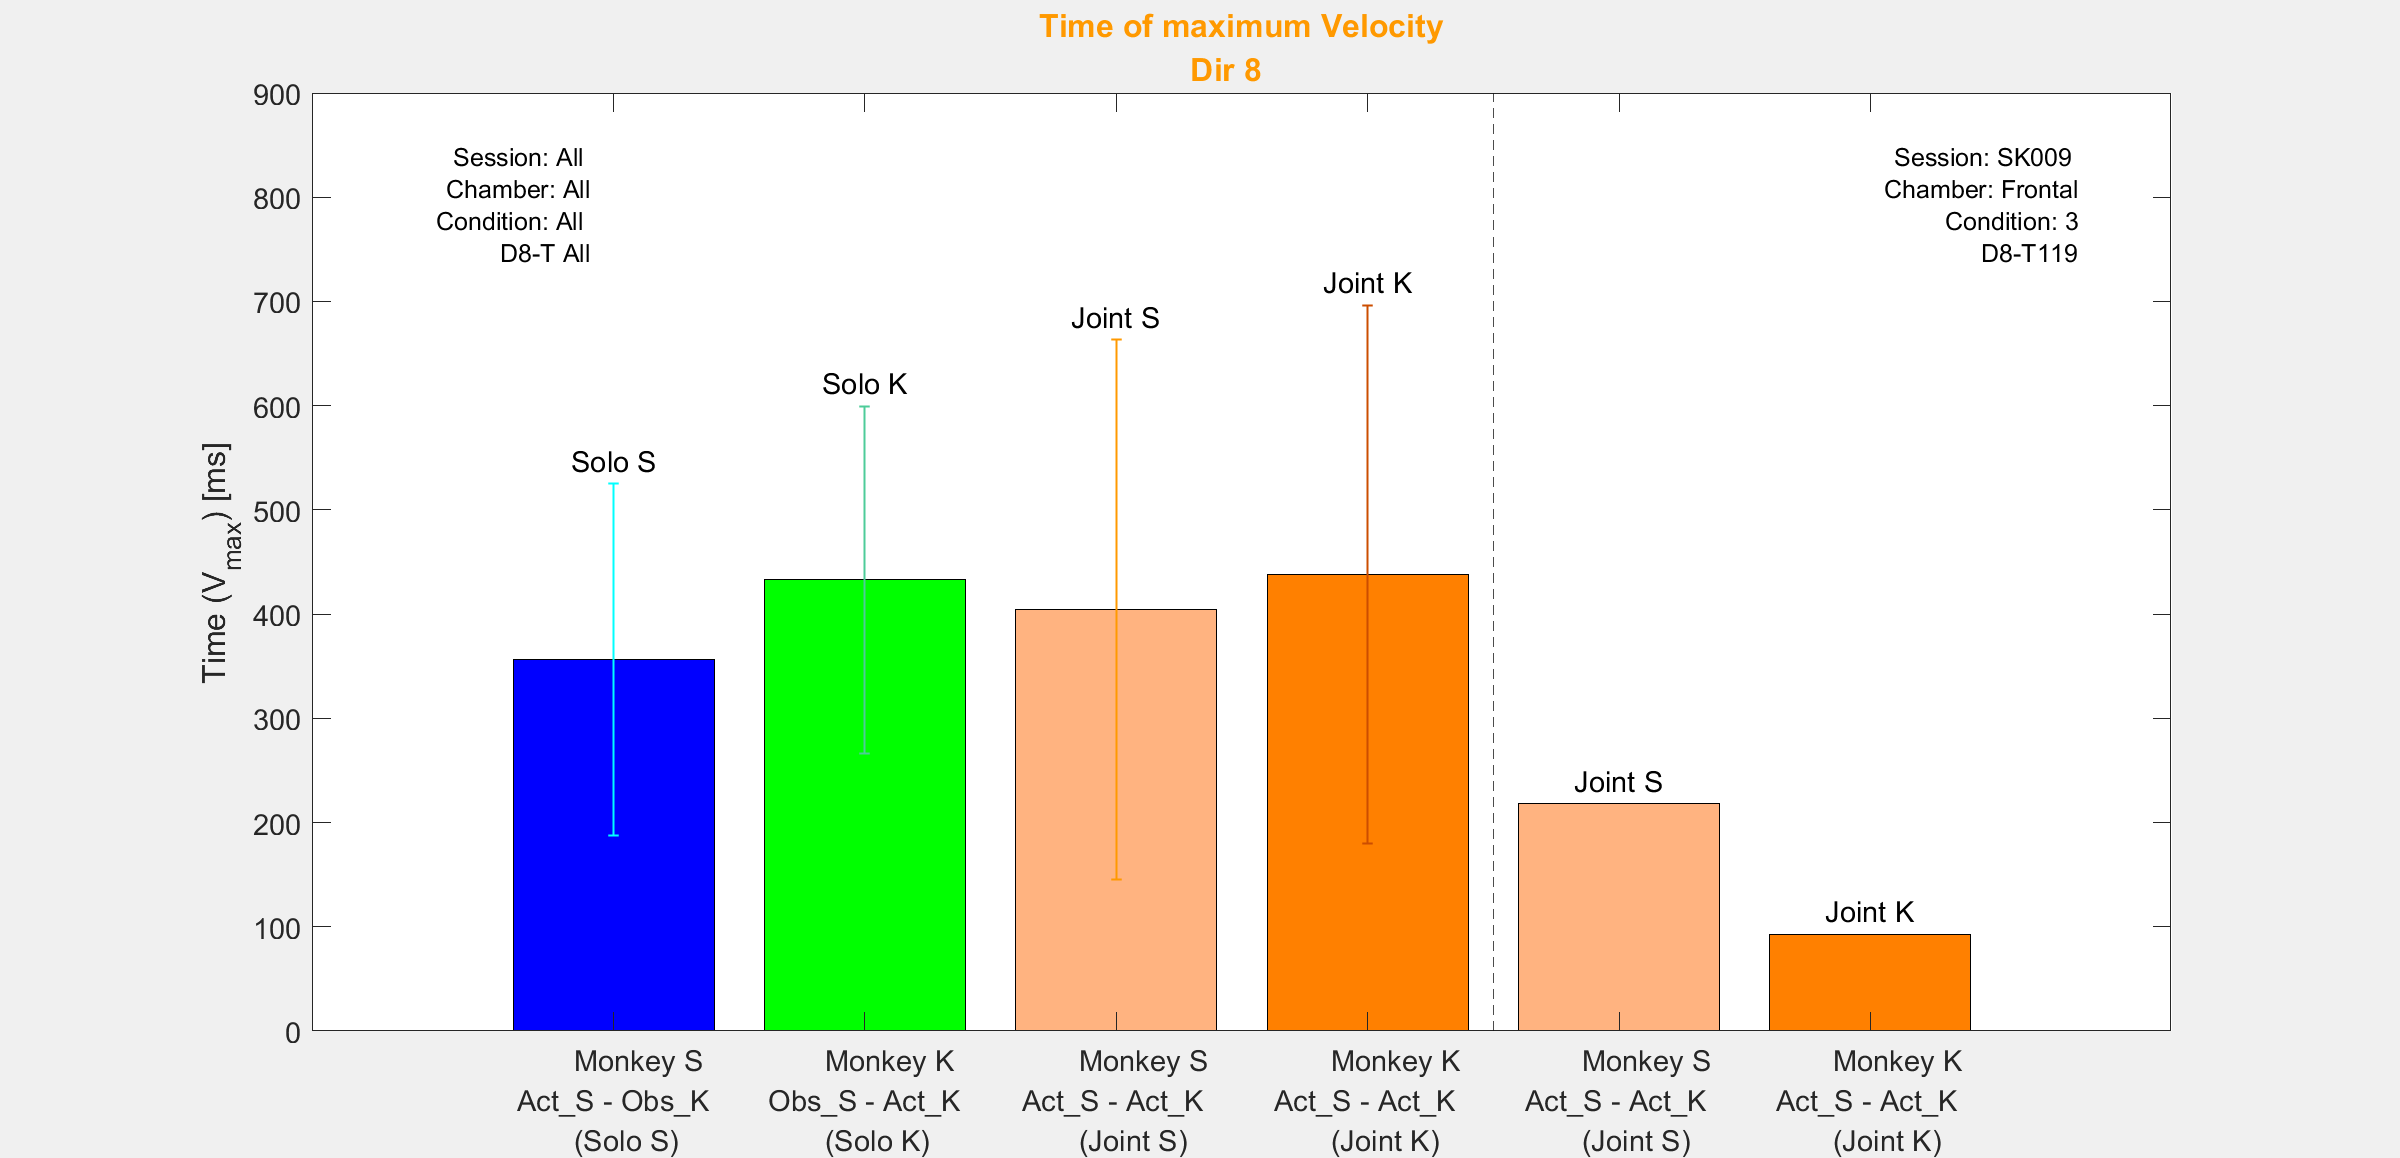 Time of maximum Velocity
Dir 8
900
800
700
600
500
400
300
200
100
0
Time (Vmax) [ms]
Session: All
Chamber: All
Condition: All
D8-T All
Session: SK009
Chamber: Frontal
Condition: 3
D8-T119
Solo S
Solo K
Joint S
Joint K
Joint S
Joint K
Monkey S
Act_S - Obs_K
(Solo S)
Monkey K
Obs_S - Act_K
(Solo K)
Monkey S
Act_S - Act_K
(Joint S)
Monkey K
Act_S - Act_K
(Joint K)
Monkey S
Act_S - Act_K
(Joint S)
Monkey K
Act_S - Act_K
(Joint K)